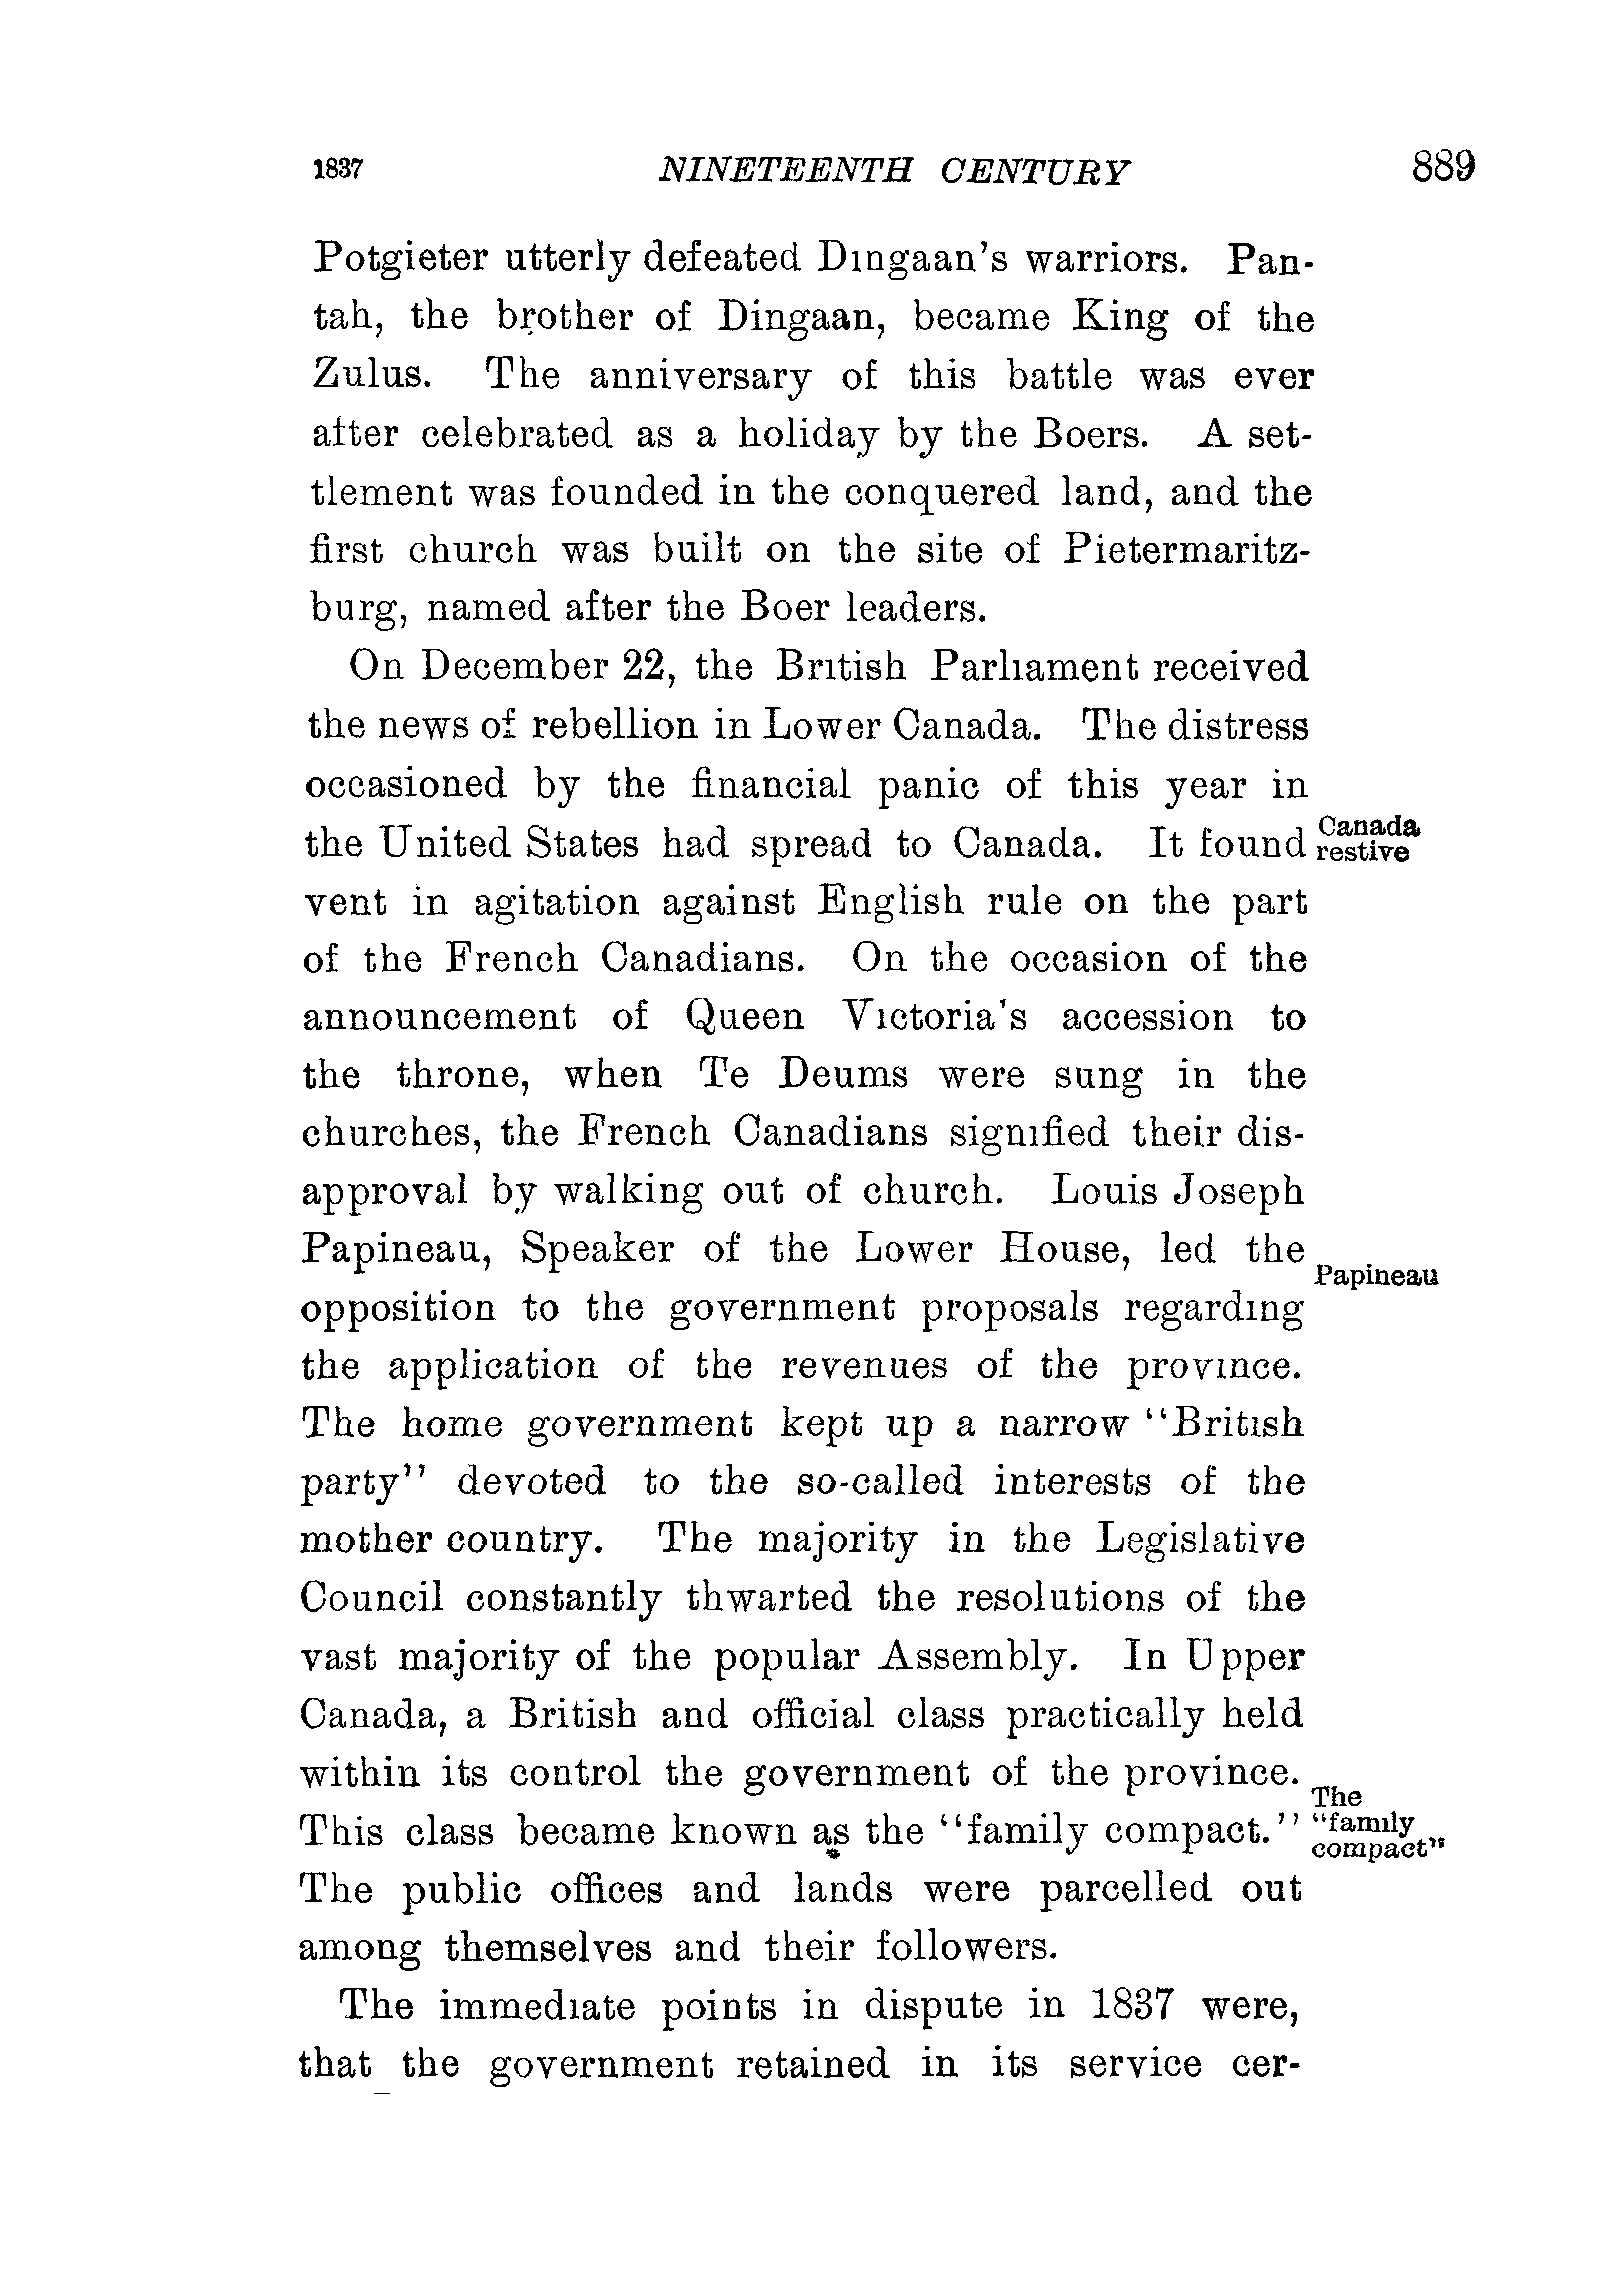 1837 NINETEENTH CENTURY 889
Potgieter utterly defeated Dingaan's warriors. Pan-
tah, the brother of Dingaan, became King of the
Zulus. The anniversary of this battle was ever
after celebrated as a holiday by the Boers. A set-
tlement was founded in the conquered land, and the
first church was built on the site of Pietermaritz-
burg, named after the Boer leaders.
On December 22, the British Parliament received
the news of rebellion in Lower Canada. The distress
occasioned by the financial panic of this year in
the United States had spread to Canada. It found
Canada
restive
vent in agitation against English rule on the part
of the French Canadians. On the occasion of the
announcement of Queen Victoria's accession to
the throne, when Te Deums were sung in the
churches, the French Canadians signified their dis-
approval by walking out of church. Louis Joseph
Papineau, Speaker of the Lower House, led the
Papineau
opposition to the government proposals regarding
the application of the revenues of the province.
The home government kept up a narrow "British
party" devoted to the so-called interests of the
mother country. The majority in the Legislative
Council constantly thwarted the resolutions of the
vast majority of the popular Assembly. In Upper
Canada, a British and official class practically held
within its control the government of the province.
This class became known as the "family compact."
The
"family
compact"
The public offices and lands were parcelled out
among themselves and their followers.
The immediate points in dispute in 1837 were,
that the government retained in its service cer-